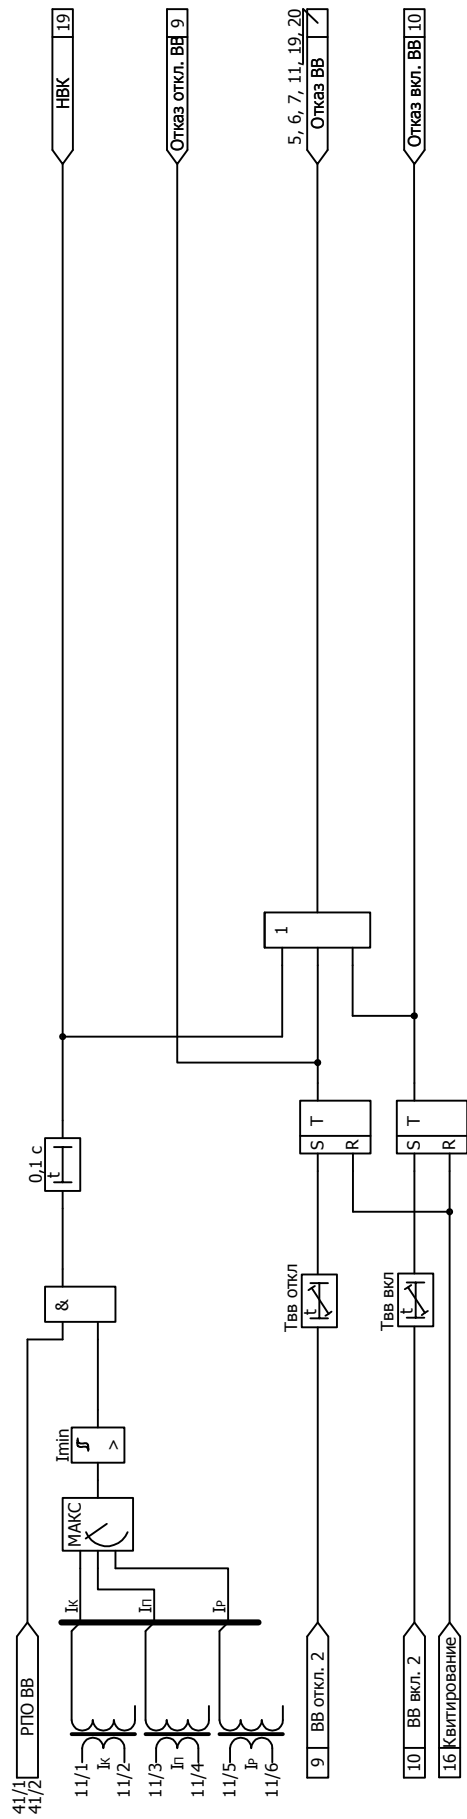 41/1
41/2
РПО ВВ
11/1
Iк
11/2
11/3
Iп
11/4
11/5
Iр
11/6
Iк
Iп
Iр
МАКС
Imin
>
&
0,1 с
t
НВК
19
Отказ откл. ВВ
9
1
5, 6, 7, 11, 19, 20
Отказ ВВ
Отказ вкл. ВВ
10
9
ВВ откл. 2
Твв откл
t
S T
R
10
ВВ вкл. 2
Твв вкл
t
S T
R
16
Квитирование